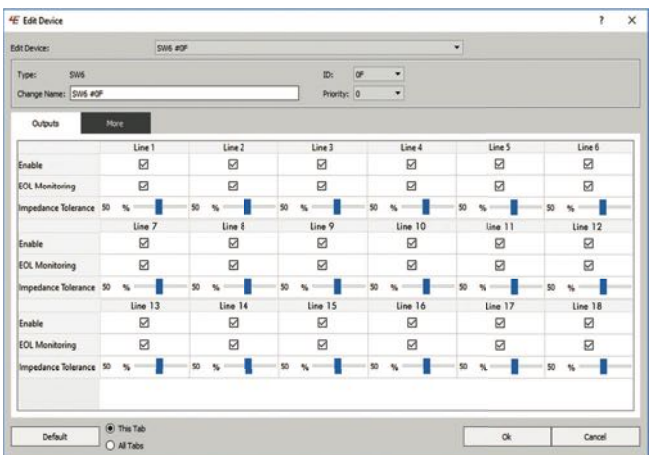 4E Edit Device ? X
Edit Device: SW6 #0F
Type: SW6 ID: 0F
Change Name: SW6 #0F Priority: 0
Outputs More
Line 1 Line 2 Line 3 Line 4 Line 5 Line 6
Enable
EOL Monitoring
Impedance Tolerance 50 % 50 % 50 % 50 % 50 % 50 %
Line 7 Line 8 Line 9 Line 10 Line 11 Line 12
Enable
EOL Monitoring
Impedance Tolerance 50 % 50 % 50 % 50 % 50 % 50 %
Line 13 Line 14 Line 15 Line 16 Line 17 Line 18
Enable
EOL Monitoring
Impedance Tolerance 50 % 50 % 50 % 50 % 50 % 50 %
Default This Tab Ok Cancel
All Tabs